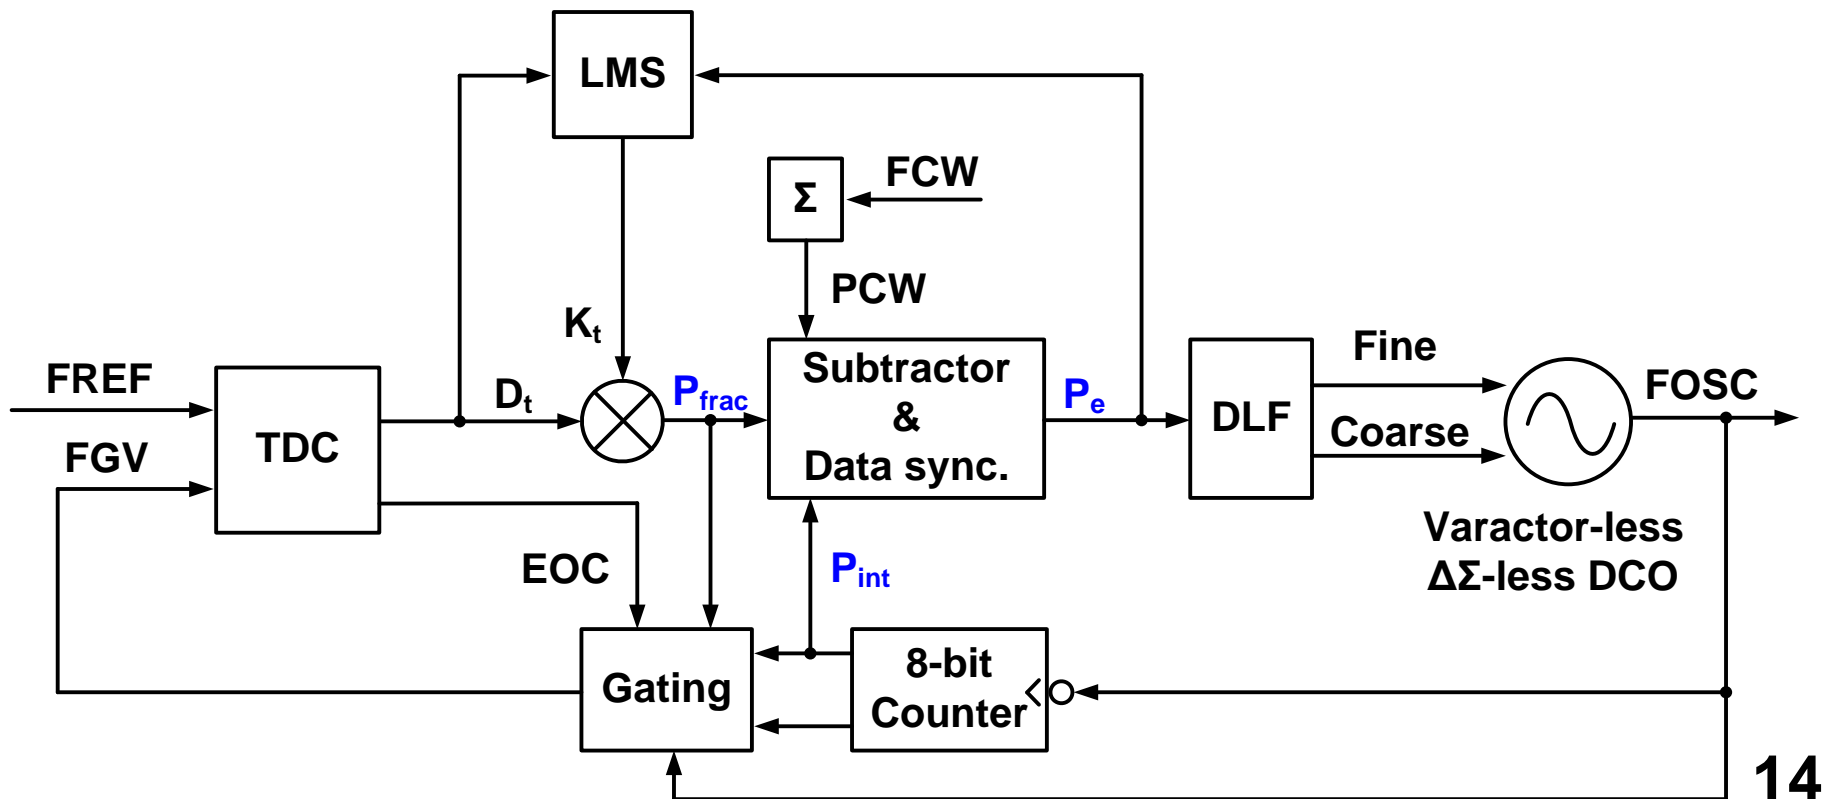 LMS
FCW
Σ
PCW
Kt
FREF
Dt
Pfrac
Subtractor
&
Data sync.
Pe
DLF
Fine
Coarse
FOSC
FGV
TDC
EOC
Pint
Varactor-less
ΔΣ-less DCO
Gating
8-bit
Counter
14